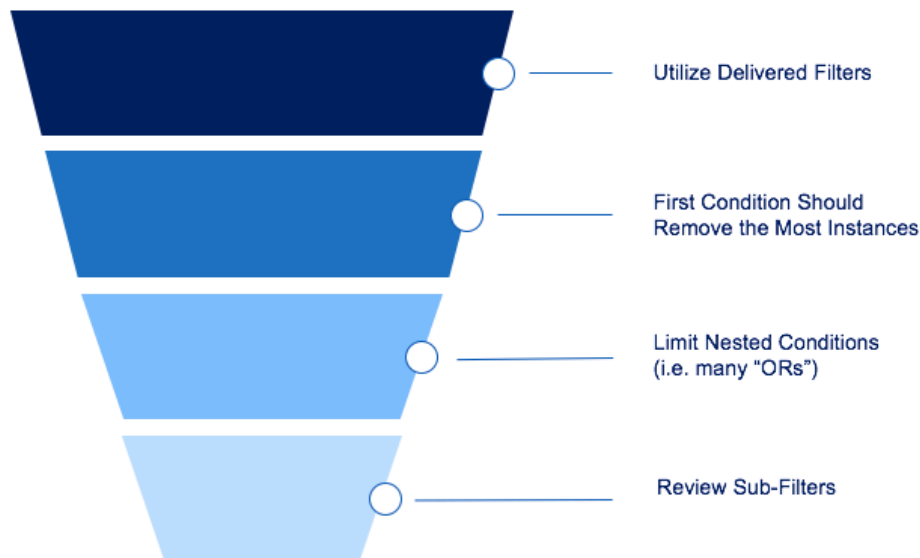 Utilize Delivered Filters
First Condition Should
Remove the Most Instances
Limit Nested Conditions
(i.e. many “ORs”)
Review Sub-Filters